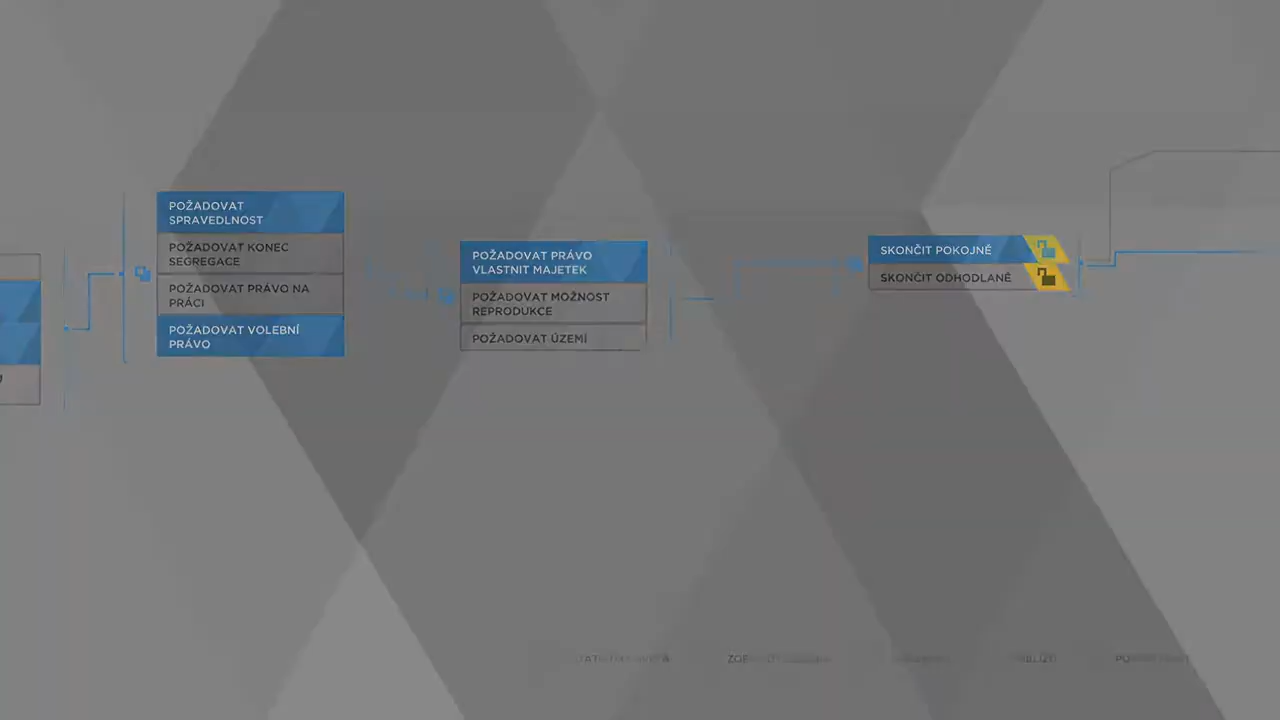 POŽADOVAT
SPRAVEDLNOST
POŽADOVAT KONEC
SEGREGACE
POŽADOVAT PRÁVO NA
PRÁCI
POŽADOVAT VOLEBNÍ
PRÁVO
POŽADOVAT PRÁVO
VLASTNIT MAJETEK
POŽADOVAT MOŽNOST
REPRODUKCE
POŽADOVAT ÚZEMÍ
SKONČIT POKOJNĚ
SKONČIT ODHODLANĚ